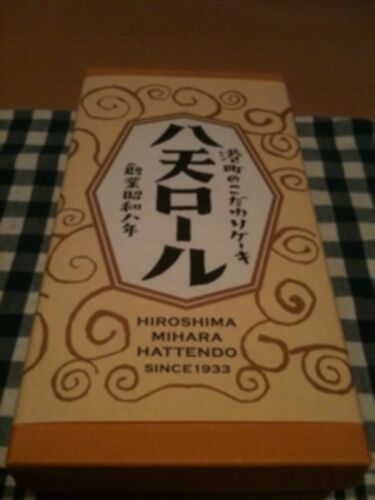 港町のこだわりケーキ
八天ロール
創業昭和八年
HIROSHIMA
MIHARA
HATTENDO
SINCE1933